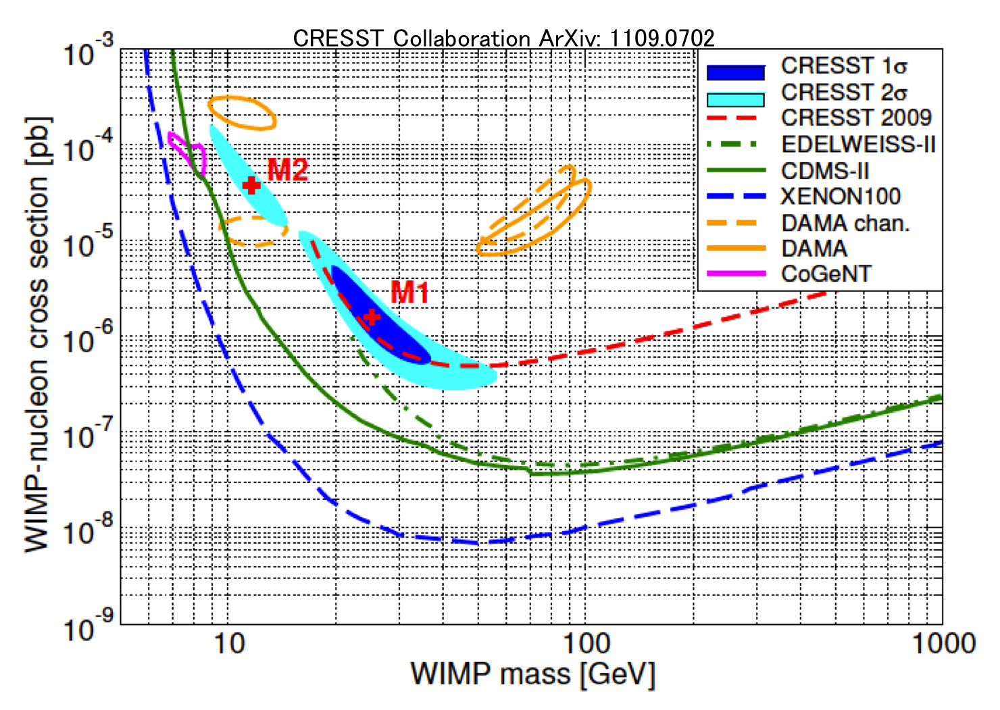 CRESST Collaboration ArXiv: 1109.0702
WIMP-nucleon cross section [pb]
10^-3
10^-4
10^-5
10^-6
10^-7
10^-8
10^-9
CRESST 1σ
CRESST 2σ
CRESST 2009
EDELWEISS-II
CDMS-II
XENON100
DAMA chan.
DAMA
CoGeNT
M2
M1
10 100 1000
WIMP mass [GeV]